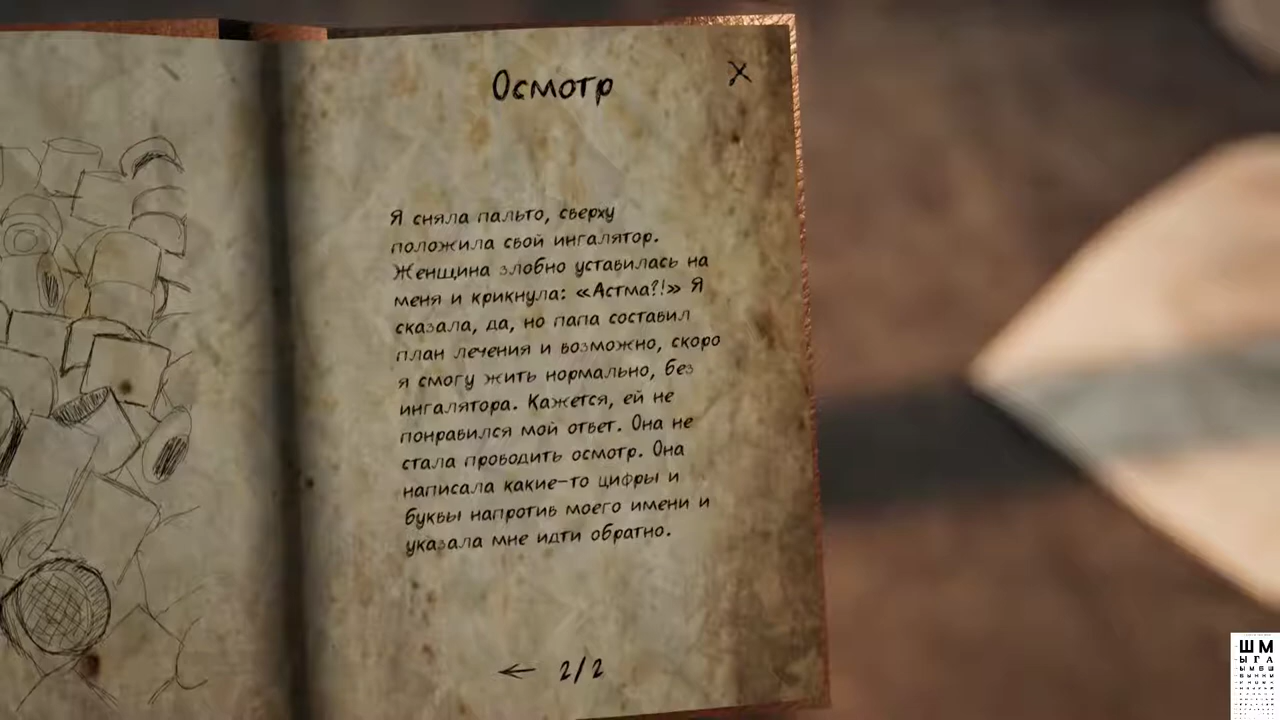 Осмотр
X
Я сняла пальто, сверху
положила свой ингалятор.
Женщина злобно уставилась на
меня и крикнула: «Астма?!» Я
сказала, да, но папа составил
план лечения и возможно, скоро
я смогу жить нормально, без
ингалятора. Кажется, ей не
понравился мой ответ. Она не
стала проводить осмотр. Она
написала какие-то цифры и
буквы напротив моего имени и
указала мне идти обратно.
← 2/2
Ш М
Ы Г А